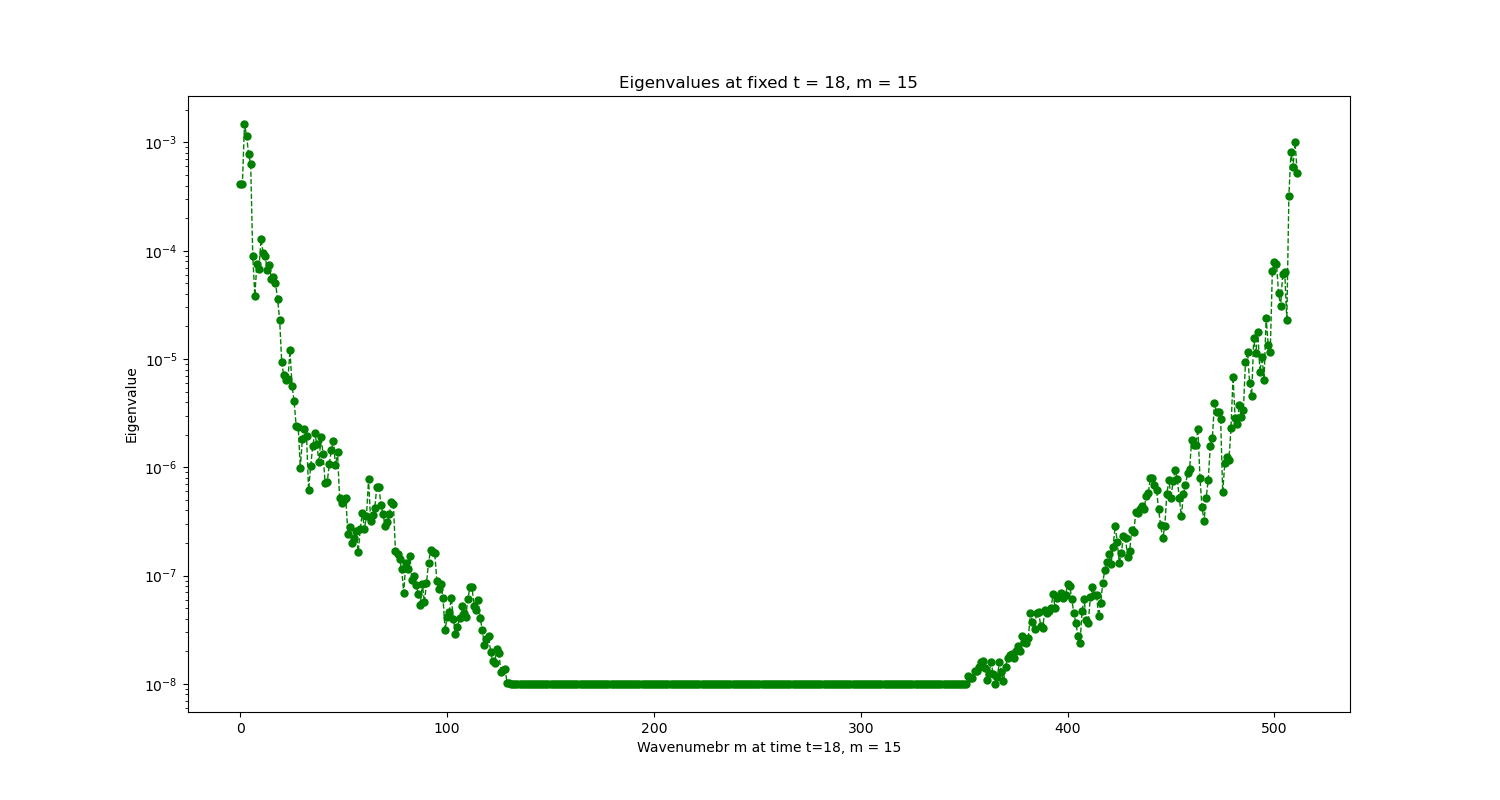 Eigenvalues at fixed t = 18, m = 15
10⁻³
10⁻⁴
10⁻⁵
10⁻⁶
10⁻⁷
10⁻⁸
Eigenvalue
0 100 200 300 400 500
Wavenumebr m at time t=18, m = 15